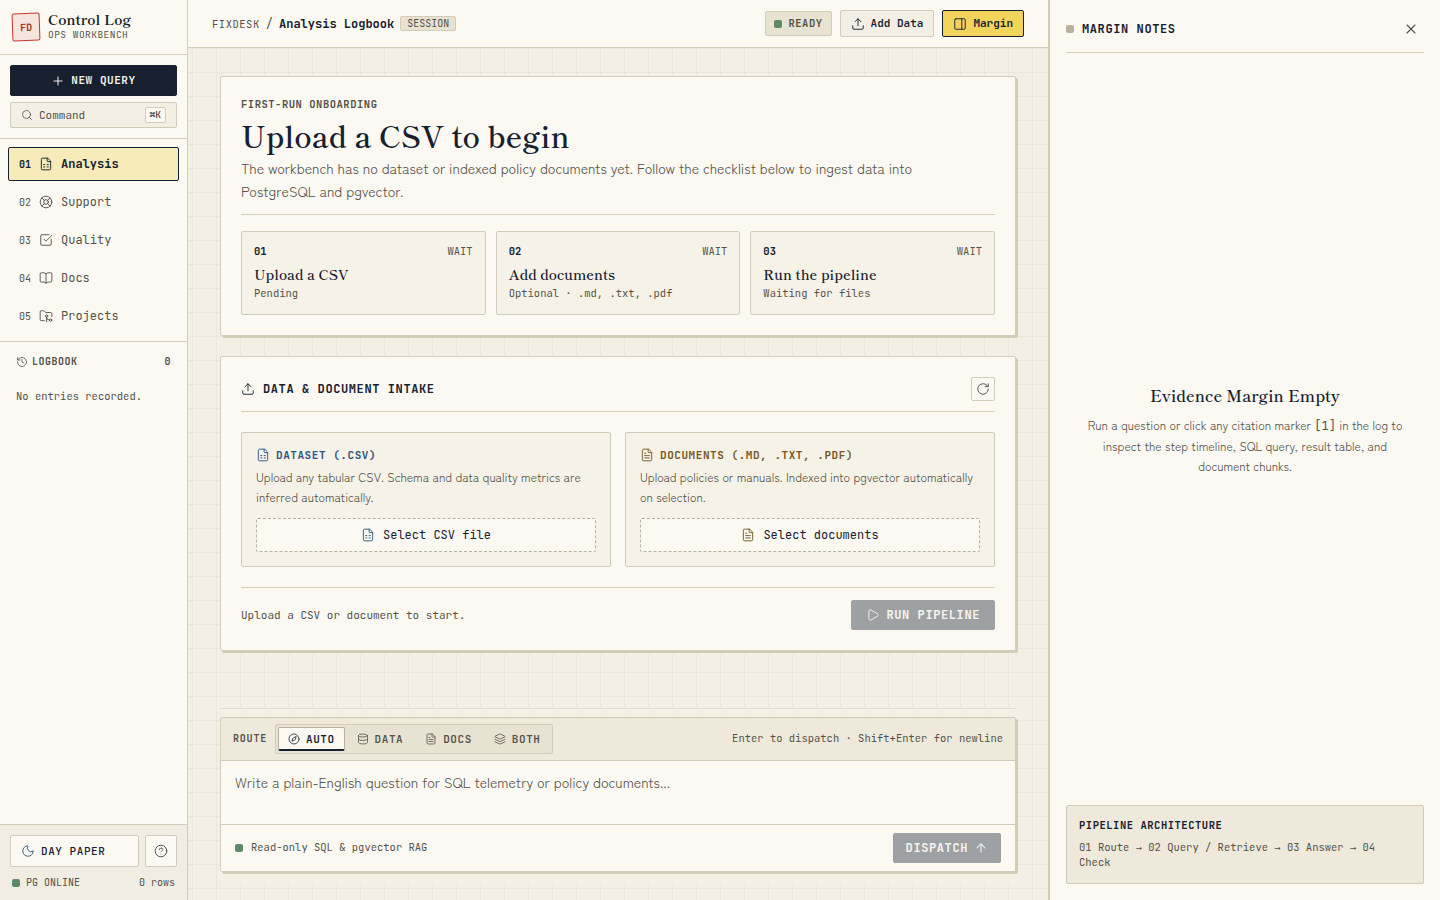 FD
Control Log
OPS WORKBENCH
NEW QUERY
Command ⌘K
01 Analysis
02 Support
03 Quality
04 Docs
05 Projects
LOGBOOK 0
No entries recorded.
DAY PAPER
PG ONLINE 0 rows
FIXDESK / Analysis Logbook SESSION
READY
Add Data
Margin
FIRST-RUN ONBOARDING
Upload a CSV to begin
The workbench has no dataset or indexed policy documents yet. Follow the checklist below to ingest data into
PostgreSQL and pgvector.
01 WAIT
Upload a CSV
Pending
02 WAIT
Add documents
Optional · .md, .txt, .pdf
03 WAIT
Run the pipeline
Waiting for files
DATA & DOCUMENT INTAKE
DATASET (.CSV)
Upload any tabular CSV. Schema and data quality metrics are
inferred automatically.
Select CSV file
DOCUMENTS (.MD, .TXT, .PDF)
Upload policies or manuals. Indexed into pgvector automatically
on selection.
Select documents
Upload a CSV or document to start.
RUN PIPELINE
ROUTE AUTO DATA DOCS BOTH
Enter to dispatch · Shift+Enter for newline
Write a plain-English question for SQL telemetry or policy documents...
Read-only SQL & pgvector RAG
DISPATCH ↑
MARGIN NOTES
Evidence Margin Empty
Run a question or click any citation marker [1] in the log to
inspect the step timeline, SQL query, result table, and
document chunks.
PIPELINE ARCHITECTURE
01 Route → 02 Query / Retrieve → 03 Answer → 04
Check